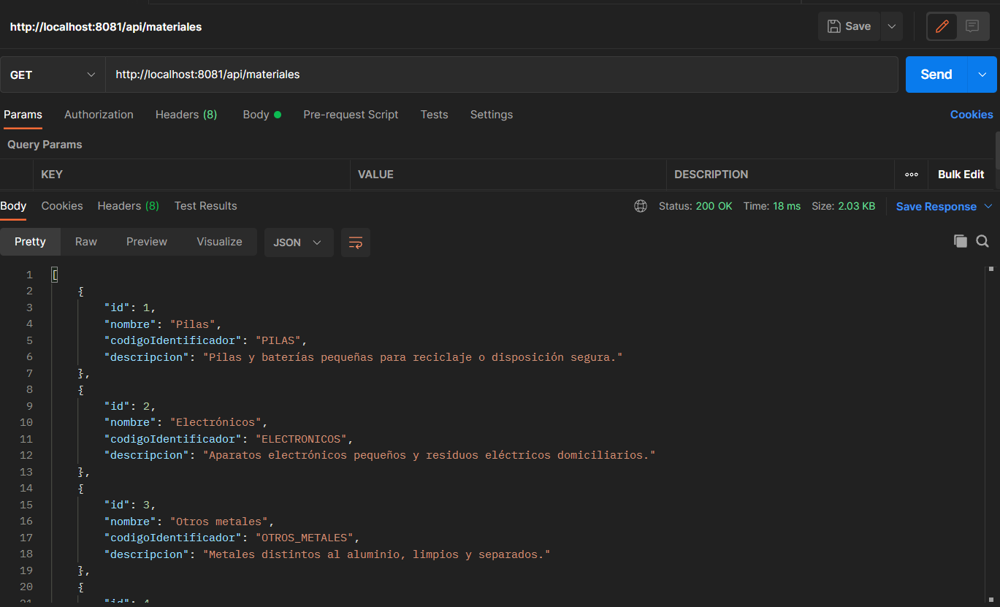 http://localhost:8081/api/materiales
Save
GET
http://localhost:8081/api/materiales
Send
Params Authorization Headers (8) Body Pre-request Script Tests Settings Cookies
Query Params
KEY VALUE DESCRIPTION ooo Bulk Edit
Body Cookies Headers (8) Test Results Status: 200 OK Time: 18 ms Size: 2.03 KB Save Response
Pretty Raw Preview Visualize JSON
1 [
2 {
3 "id": 1,
4 "nombre": "Pilas",
5 "codigoIdentificador": "PILAS",
6 "descripcion": "Pilas y baterías pequeñas para reciclaje o disposición segura."
7 },
8 {
9 "id": 2,
10 "nombre": "Electrónicos",
11 "codigoIdentificador": "ELECTRONICOS",
12 "descripcion": "Aparatos electrónicos pequeños y residuos eléctricos domiciliarios."
13 },
14 {
15 "id": 3,
16 "nombre": "Otros metales",
17 "codigoIdentificador": "OTROS_METALES",
18 "descripcion": "Metales distintos al aluminio, limpios y separados."
19 },
20 {
21 "id": 4,